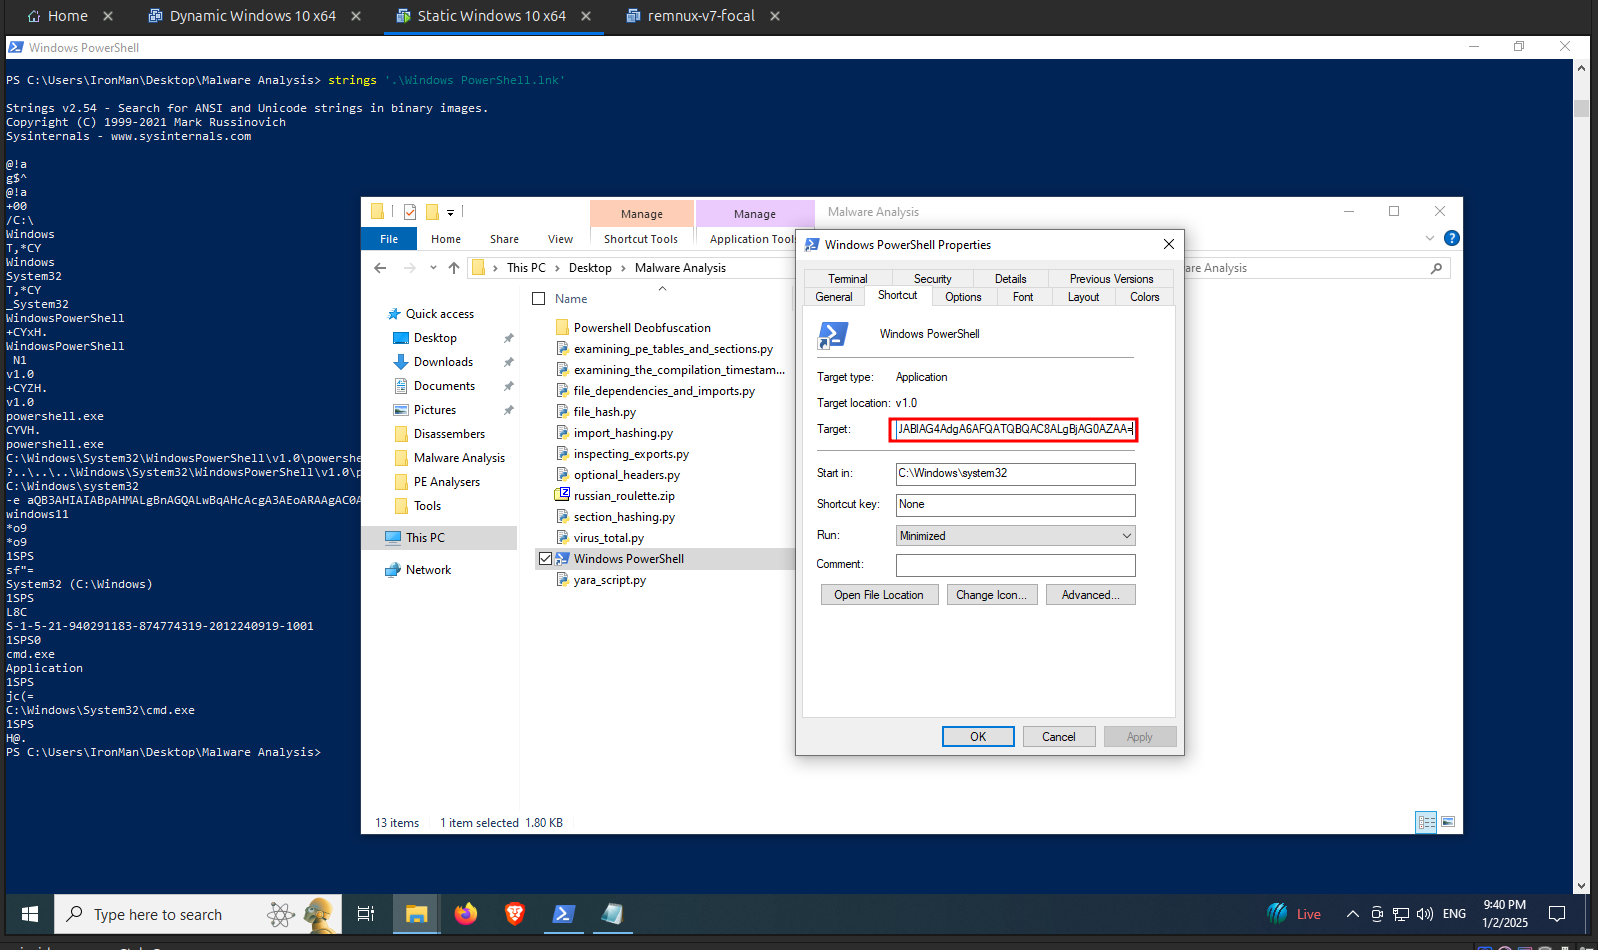 Home
Dynamic Windows 10 x64
Static Windows 10 x64
remnux-v7-focal
Windows PowerShell
PS C:\Users\IronMan\Desktop\Malware Analysis> strings '.\Windows PowerShell.lnk'
Strings v2.54 - Search for ANSI and Unicode strings in binary images.
Copyright (C) 1999-2021 Mark Russinovich
Sysinternals - www.sysinternals.com
@!a
g$^
@!a
+00
/C:\
Windows
T,*CY
Windows
System32
T,*CY
_System32
WindowsPowerShell
+CYxH.
WindowsPowerShell
_N1
v1.0
+CYZH.
v1.0
powershell.exe
CYVH.
powershell.exe
C:\Windows\System32\WindowsPowerShell\v1.0\powershe
?..\..\..\Windows\System32\WindowsPowerShell\v1.0\p
C:\Windows\system32
-e aQB3AHIAIABpAHMALgBnAGQALwBqAHcAcgA3AEoARAAgAC0A
windows11
*o9
*o9
1SPS
sf"=
System32 (C:\Windows)
1SPS
L8C
S-1-5-21-940291183-874774319-2012240919-1001
1SPS0
cmd.exe
Application
1SPS
jc(=
C:\Windows\System32\cmd.exe
1SPS
H@.
PS C:\Users\IronMan\Desktop\Malware Analysis>
Manage
Manage
Malware Analysis
File
Home
Share
View
Shortcut Tools
Application Tools
This PC > Desktop > Malware Analysis
are Analysis
Quick access
Desktop
Downloads
Documents
Pictures
Disassembers
Malware Analysis
PE Analysers
Tools
This PC
Network
Name
Powershell Deobfuscation
examining_pe_tables_and_sections.py
examining_the_compilation_timestam...
file_dependencies_and_imports.py
file_hash.py
import_hashing.py
inspecting_exports.py
optional_headers.py
russian_roulette.zip
section_hashing.py
virus_total.py
Windows PowerShell
yara_script.py
13 items
1 item selected 1.80 KB
Windows PowerShell Properties
Terminal
Security
Details
Previous Versions
General
Shortcut
Options
Font
Layout
Colors
Windows PowerShell
Target type: Application
Target location: v1.0
Target: JABlAG4AdgA6AFQATQBQAC8ALgBjAG0AZAA=
Start in: C:\Windows\system32
Shortcut key: None
Run: Minimized
Comment:
Open File Location
Change Icon...
Advanced...
OK
Cancel
Apply
Type here to search
Live
ENG
9:40 PM
1/2/2025